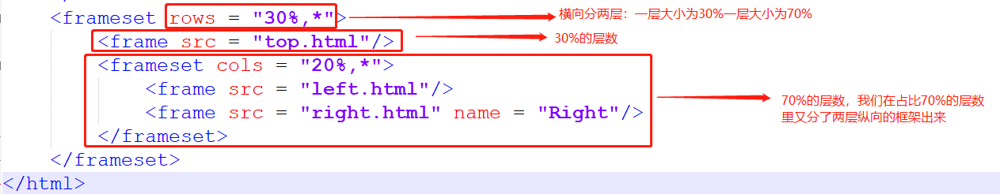 <frameset rows = "30%,*">
横向分两层：一层大小为30%一层大小为70%
<frame src = "top.html"/>
30%的层数
<frameset cols = "20%,*">
<frame src = "left.html"/>
<frame src = "right.html" name = "Right"/>
70%的层数，我们在占比70%的层数
里又分了两层纵向的框架出来
</frameset>
</frameset>
</html>